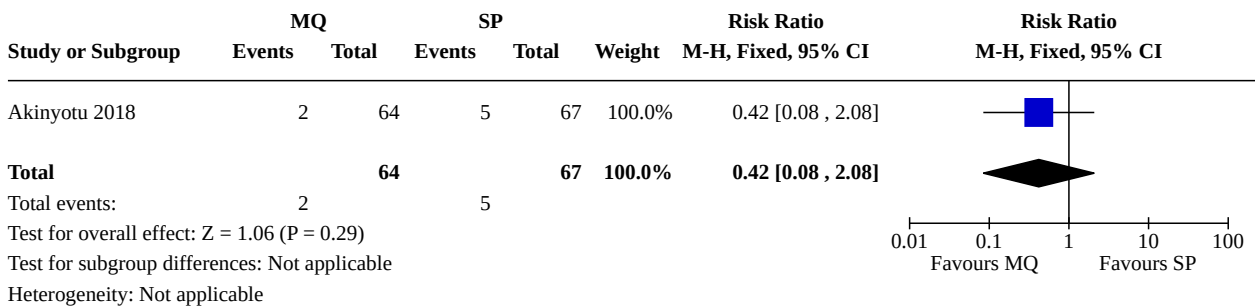 MQ SP Risk Ratio Risk Ratio
Study or Subgroup Events Total Events Total Weight M-H, Fixed, 95% CI M-H, Fixed, 95% CI
Akinyotu 2018 2 64 5 67 100.0% 0.42 [0.08 , 2.08]
Total 64 67 100.0% 0.42 [0.08 , 2.08]
Total events: 2 5
Test for overall effect: Z = 1.06 (P = 0.29)
0.01 0.1 1 10 100
Test for subgroup differences: Not applicable
Favours MQ Favours SP
Heterogeneity: Not applicable